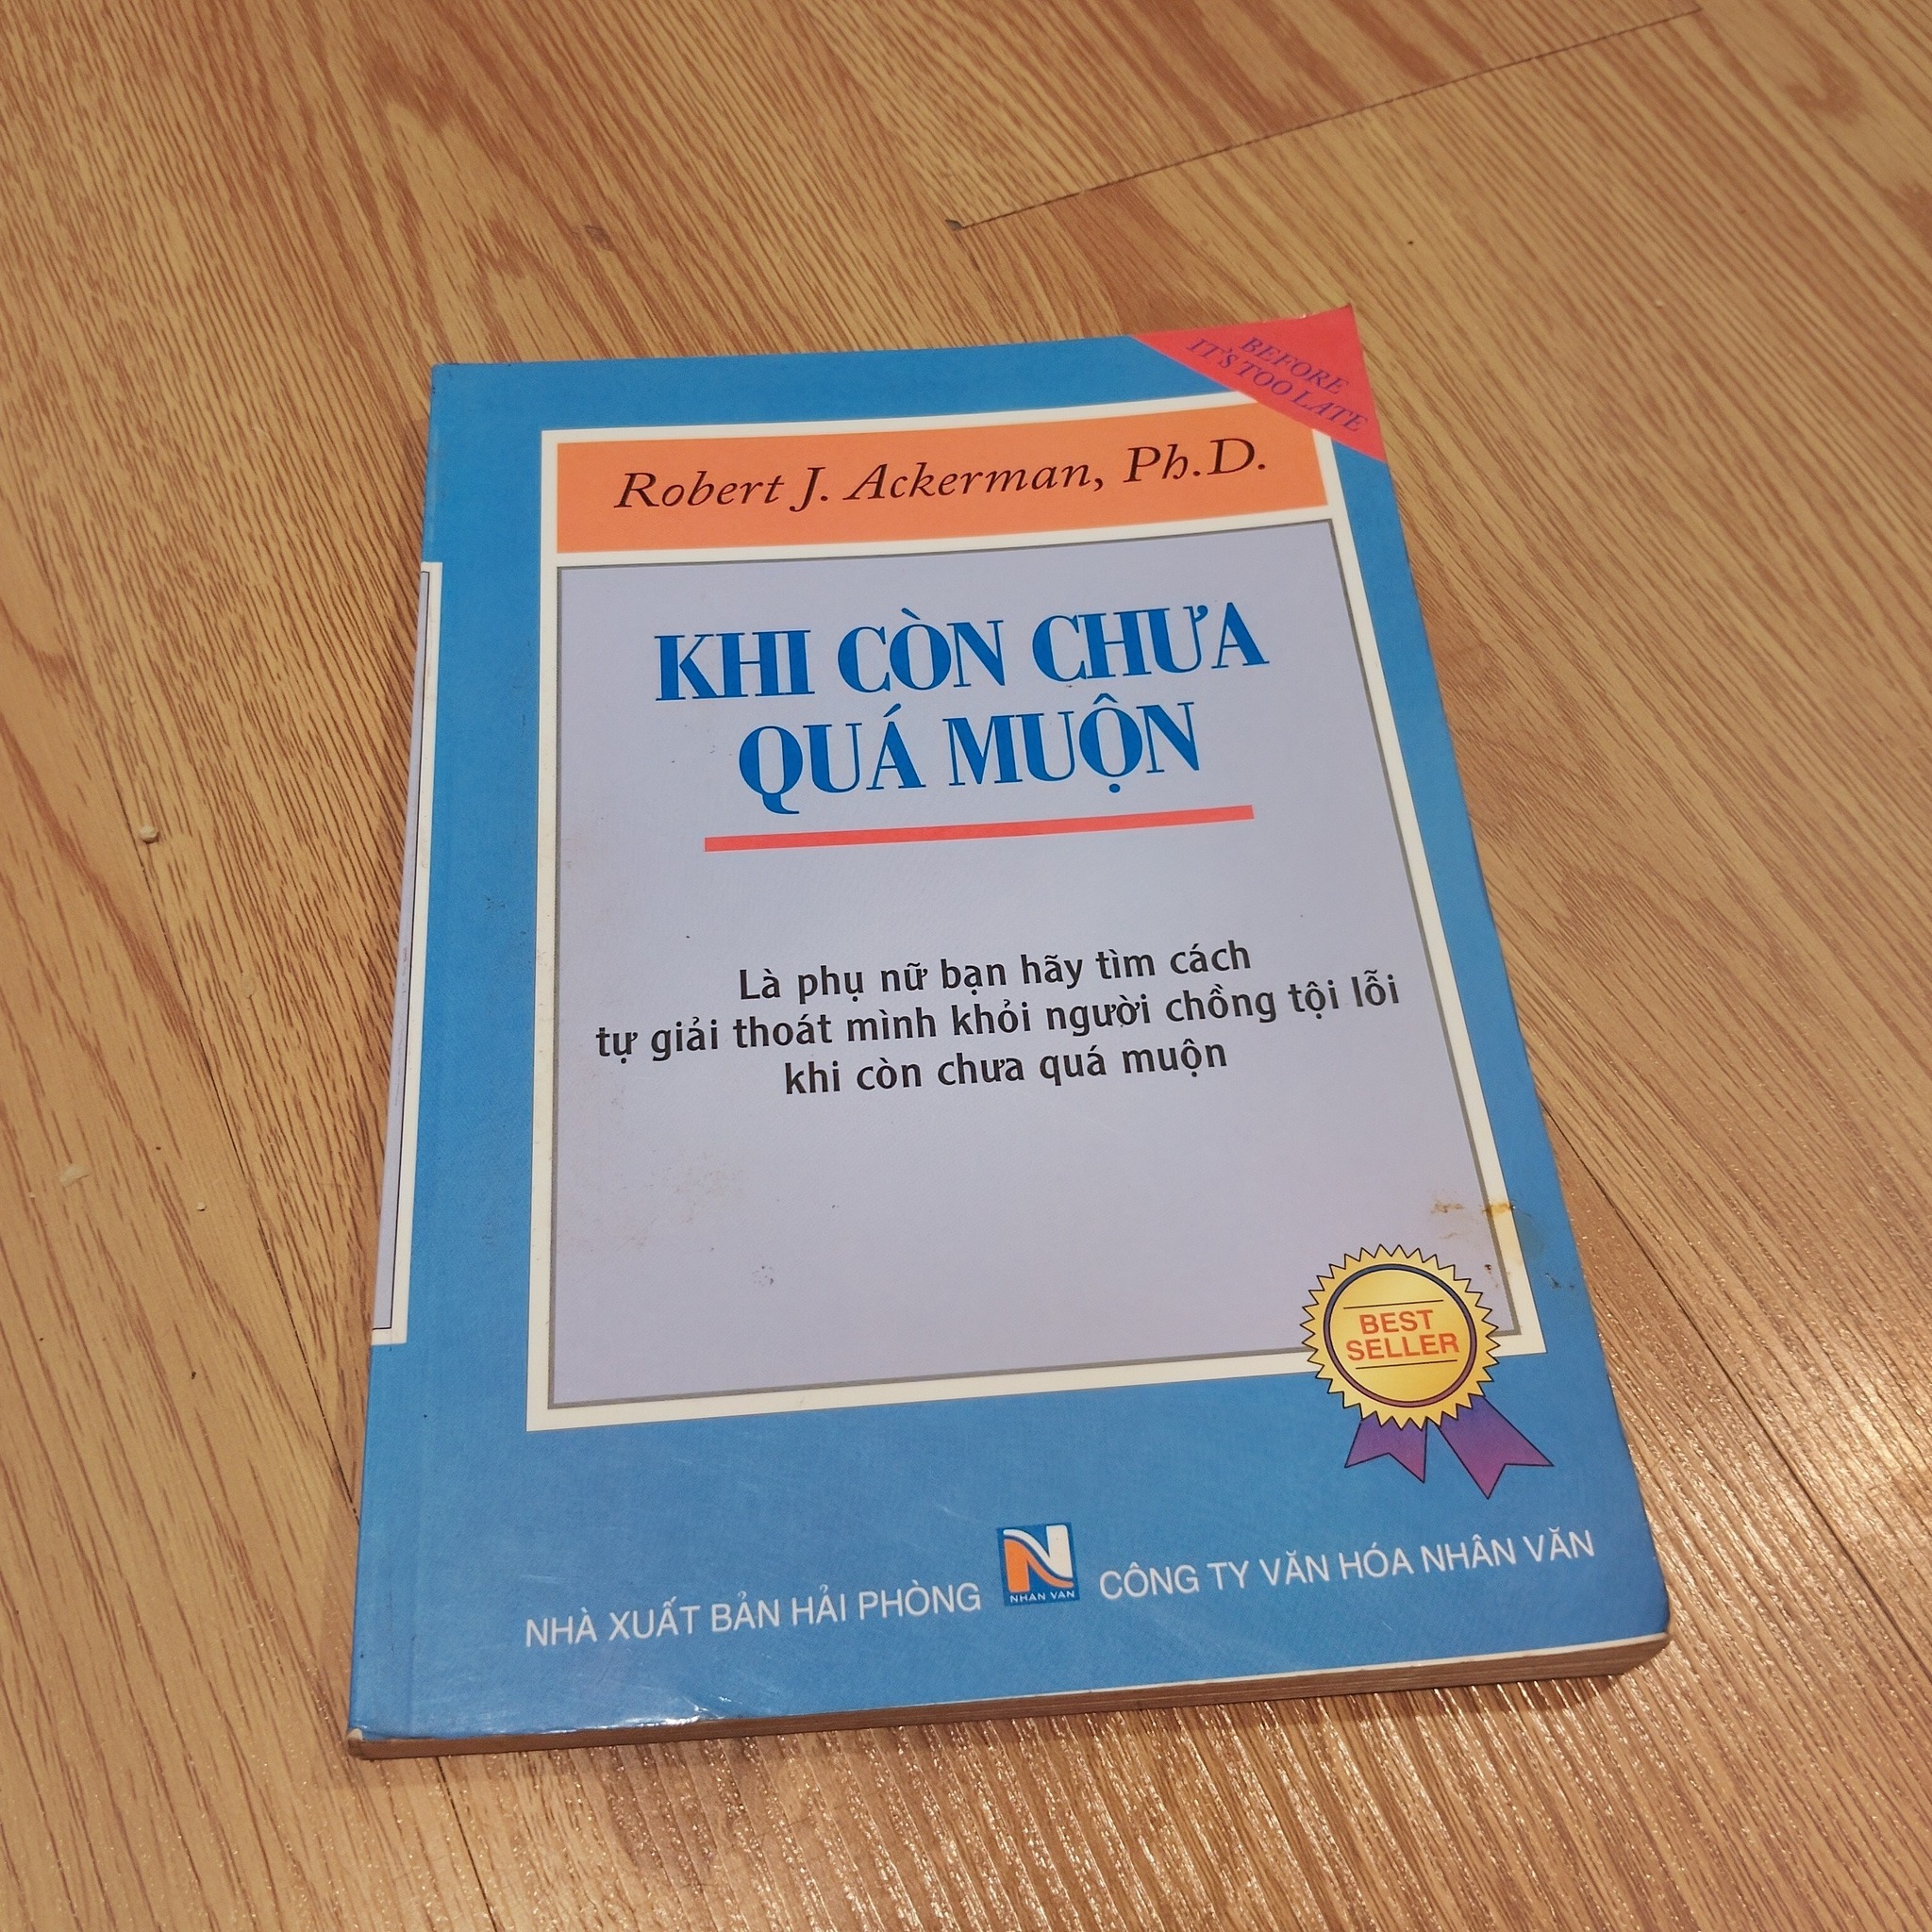 BEFORE
IT'S TOO LATE
Robert J. Ackerman, Ph.D.
KHI CÒN CHƯA
QUÁ MUỘN
Là phụ nữ bạn hãy tìm cách
tự giải thoát mình khỏi người chồng tội lỗi
khi còn chưa quá muộn
BEST
SELLER
NHÀ XUẤT BẢN HẢI PHÒNG
NHAN VAN
CÔNG TY VĂN HÓA NHÂN VĂN